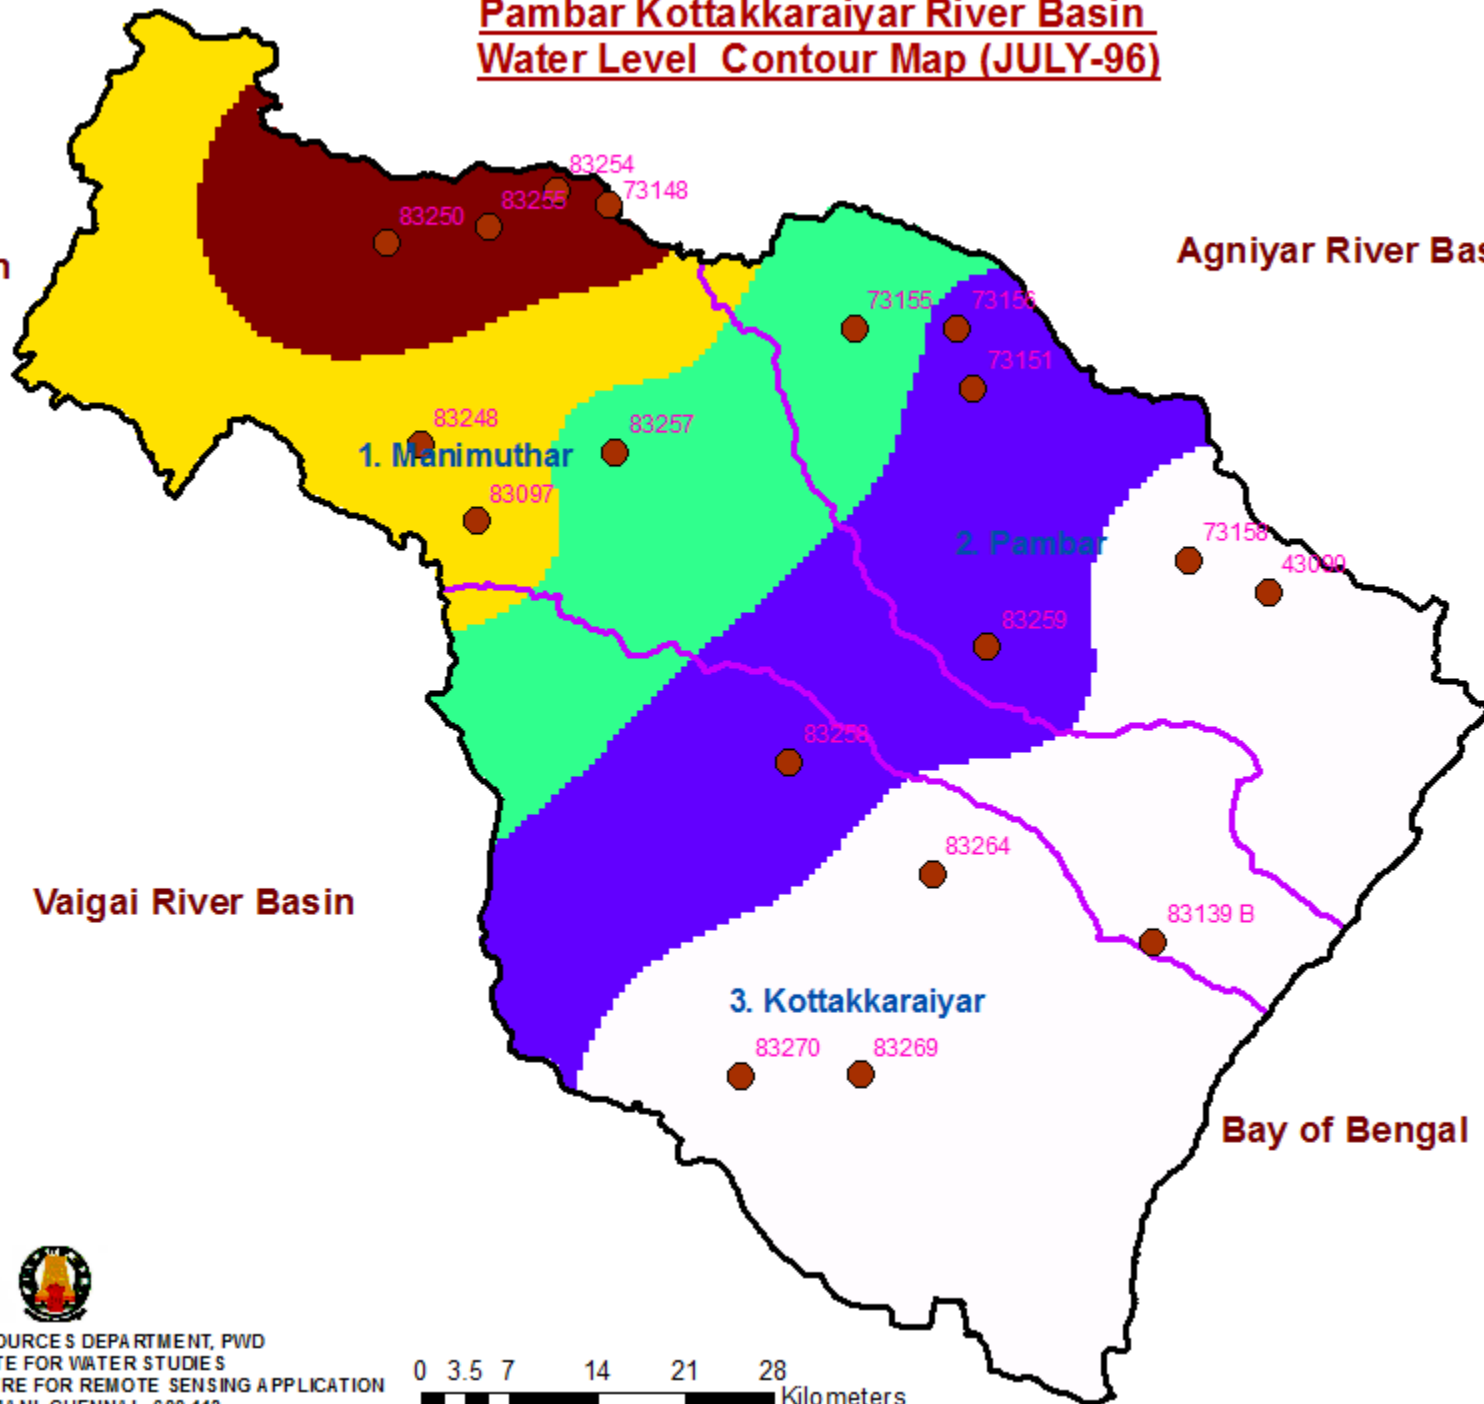 Pambar Kottakkaraiyar River Basin
Water Level Contour Map (JULY-96)
83254
73148
83255
83250
Agniyar River Bas
73155
73156
73151
83248
83257
1. Manimuthar
83097
73158
2. Pambar
43090
83259
83258
83264
Vaigai River Basin
83139 B
3. Kottakkaraiyar
83270
83269
Bay of Bengal
OURCES DEPARTMENT, PWD
TE FOR WATER STUDIES
RE FOR REMOTE SENSING APPLICATION
0 3.5 7 14 21 28
Kilometers